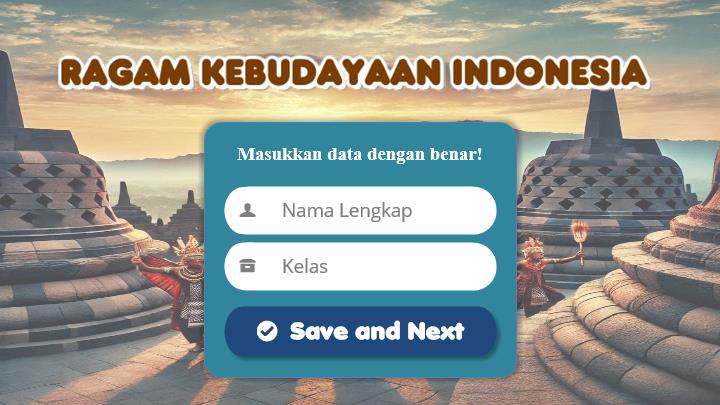 RAGAM KEBUDAYAAN INDONESIA
Masukkan data dengan benar!
Nama Lengkap
Kelas
Save and Next